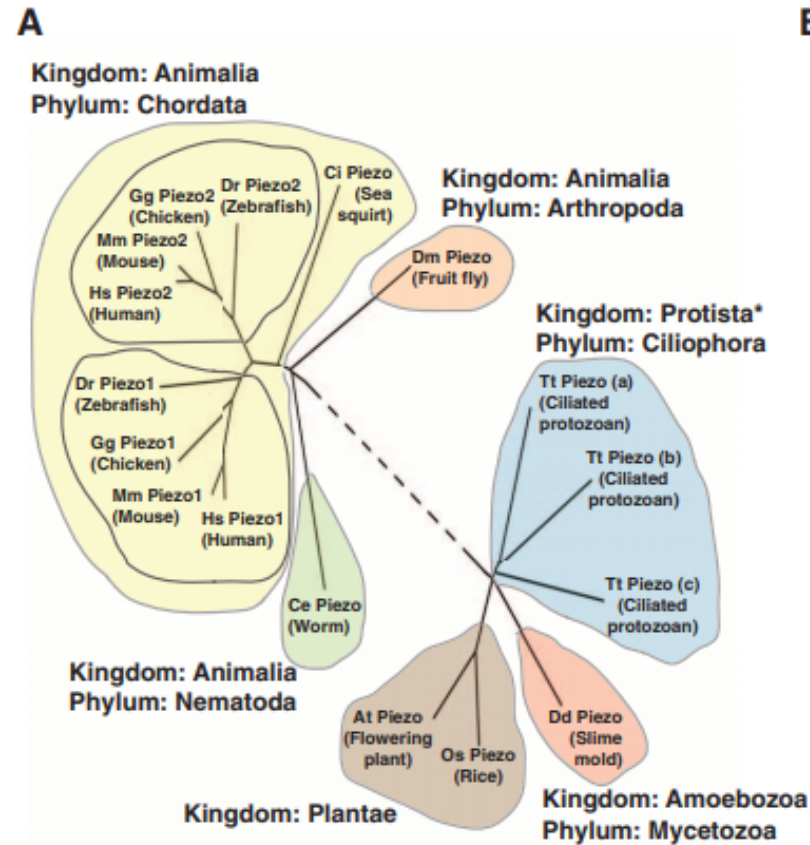 A
Kingdom: Animalia
Phylum: Chordata
Ci Piezo
(Sea
squirt)
Dr Piezo2
(Zebrafish)
Gg Piezo2
(Chicken)
Mm Piezo2
(Mouse)
Hs Piezo2
(Human)
Dr Piezo1
(Zebrafish)
Gg Piezo1
(Chicken)
Mm Piezo1
(Mouse)
Hs Piezo1
(Human)
Kingdom: Animalia
Phylum: Arthropoda
Dm Piezo
(Fruit fly)
Kingdom: Protista*
Phylum: Ciliophora
Tt Piezo (a)
(Ciliated
protozoan)
Tt Piezo (b)
(Ciliated
protozoan)
Tt Piezo (c)
(Ciliated
protozoan)
Ce Piezo
(Worm)
Kingdom: Animalia
Phylum: Nematoda
At Piezo
(Flowering
plant)
Os Piezo
(Rice)
Kingdom: Plantae
Dd Piezo
(Slime
mold)
Kingdom: Amoebozoa
Phylum: Mycetozoa